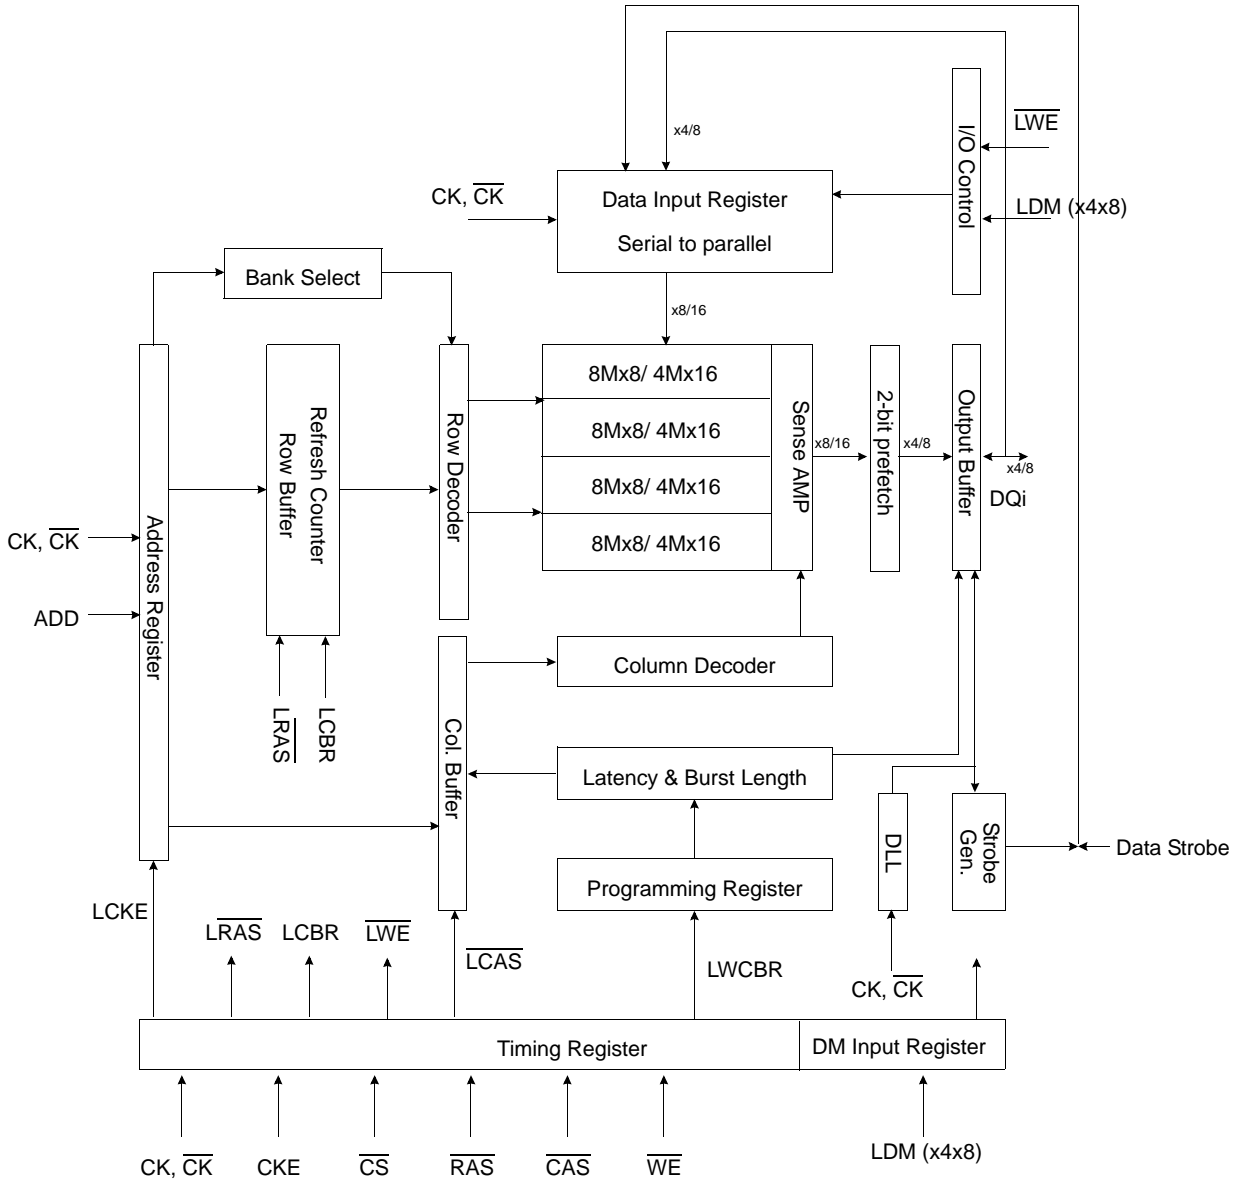 x4/8
I/O Control
LWE
LDM (x4x8)
CK, CK
Data Input Register
Serial to parallel
Bank Select
x8/16
Address Register
Refresh Counter
Row Buffer
Row Decoder
8Mx8/ 4Mx16
8Mx8/ 4Mx16
8Mx8/ 4Mx16
8Mx8/ 4Mx16
Sense AMP
x8/16
2-bit prefetch
x4/8
Output Buffer
x4/8
DQi
CK, CK
ADD
LRAS
LCBR
Col. Buffer
Column Decoder
Latency & Burst Length
Programming Register
DLL
Strobe
Gen.
Data Strobe
LCKE
LRAS
LCBR
LWE
LCAS
LWCBR
CK, CK
Timing Register
DM Input Register
CK, CK
CKE
CS
RAS
CAS
WE
LDM (x4x8)